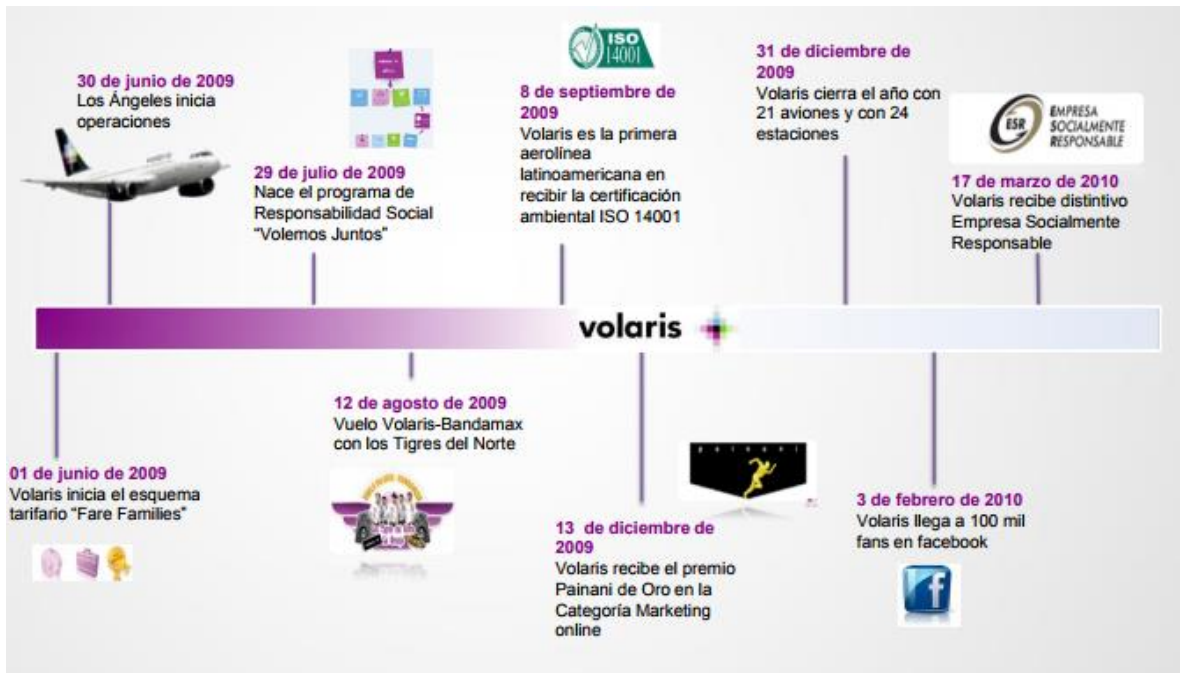 30 de junio de 2009
Los Ángeles inicia
operaciones
29 de julio de 2009
Nace el programa de
Responsabilidad Social
“Volemos Juntos”
ISO
14001
8 de septiembre de
2009
Volaris es la primera
aerolínea
latinoamericana en
recibir la certificación
ambiental ISO 14001
31 de diciembre de
2009
Volaris cierra el año con
21 aviones y con 24
estaciones
ESR
EMPRESA
SOCIALMENTE
RESPONSABLE
17 de marzo de 2010
Volaris recibe distintivo
Empresa Socialmente
Responsable
volaris
01 de junio de 2009
Volaris inicia el esquema
tarifario “Fare Families”
12 de agosto de 2009
Vuelo Volaris-Bandamax
con los Tigres del Norte
13 de diciembre de
2009
Volaris recibe el premio
Painani de Oro en la
Categoría Marketing
online
painani
3 de febrero de 2010
Volaris llega a 100 mil
fans en facebook
f